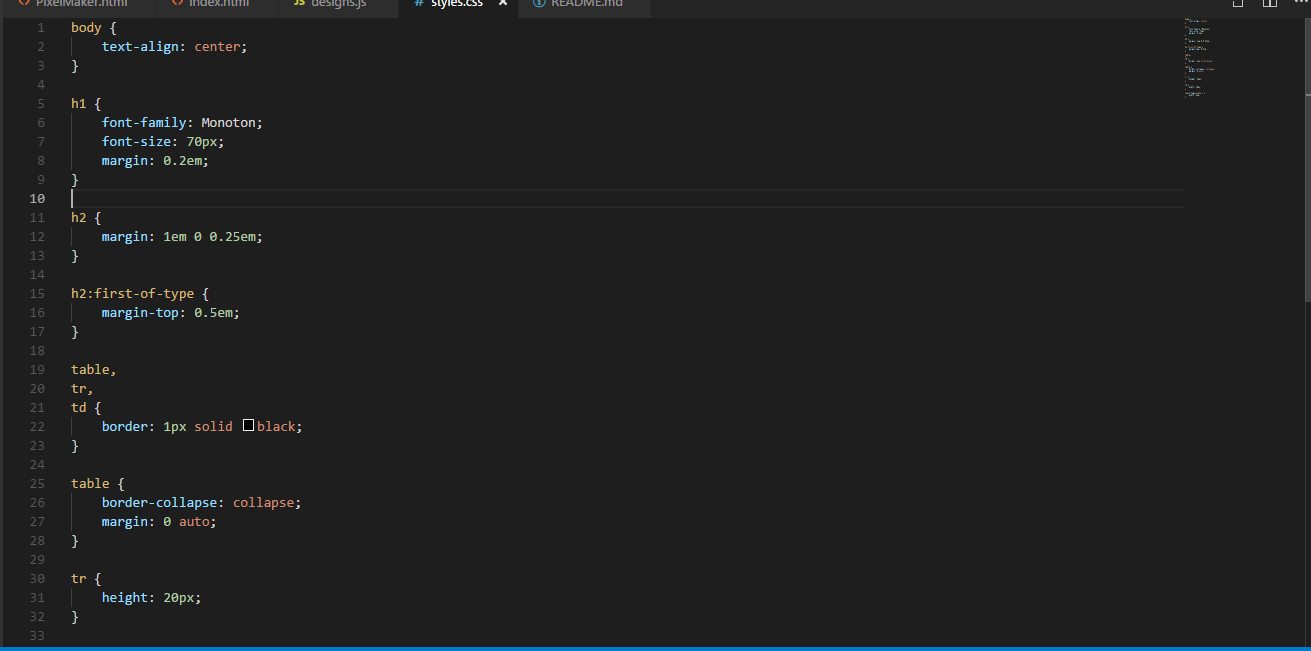 PixelMaker.html index.html JS designs.js # styles.css README.md
1 body {
2 text-align: center;
3 }
4
5 h1 {
6 font-family: Monoton;
7 font-size: 70px;
8 margin: 0.2em;
9 }
10
11 h2 {
12 margin: 1em 0 0.25em;
13 }
14
15 h2:first-of-type {
16 margin-top: 0.5em;
17 }
18
19 table,
20 tr,
21 td {
22 border: 1px solid black;
23 }
24
25 table {
26 border-collapse: collapse;
27 margin: 0 auto;
28 }
29
30 tr {
31 height: 20px;
32 }
33